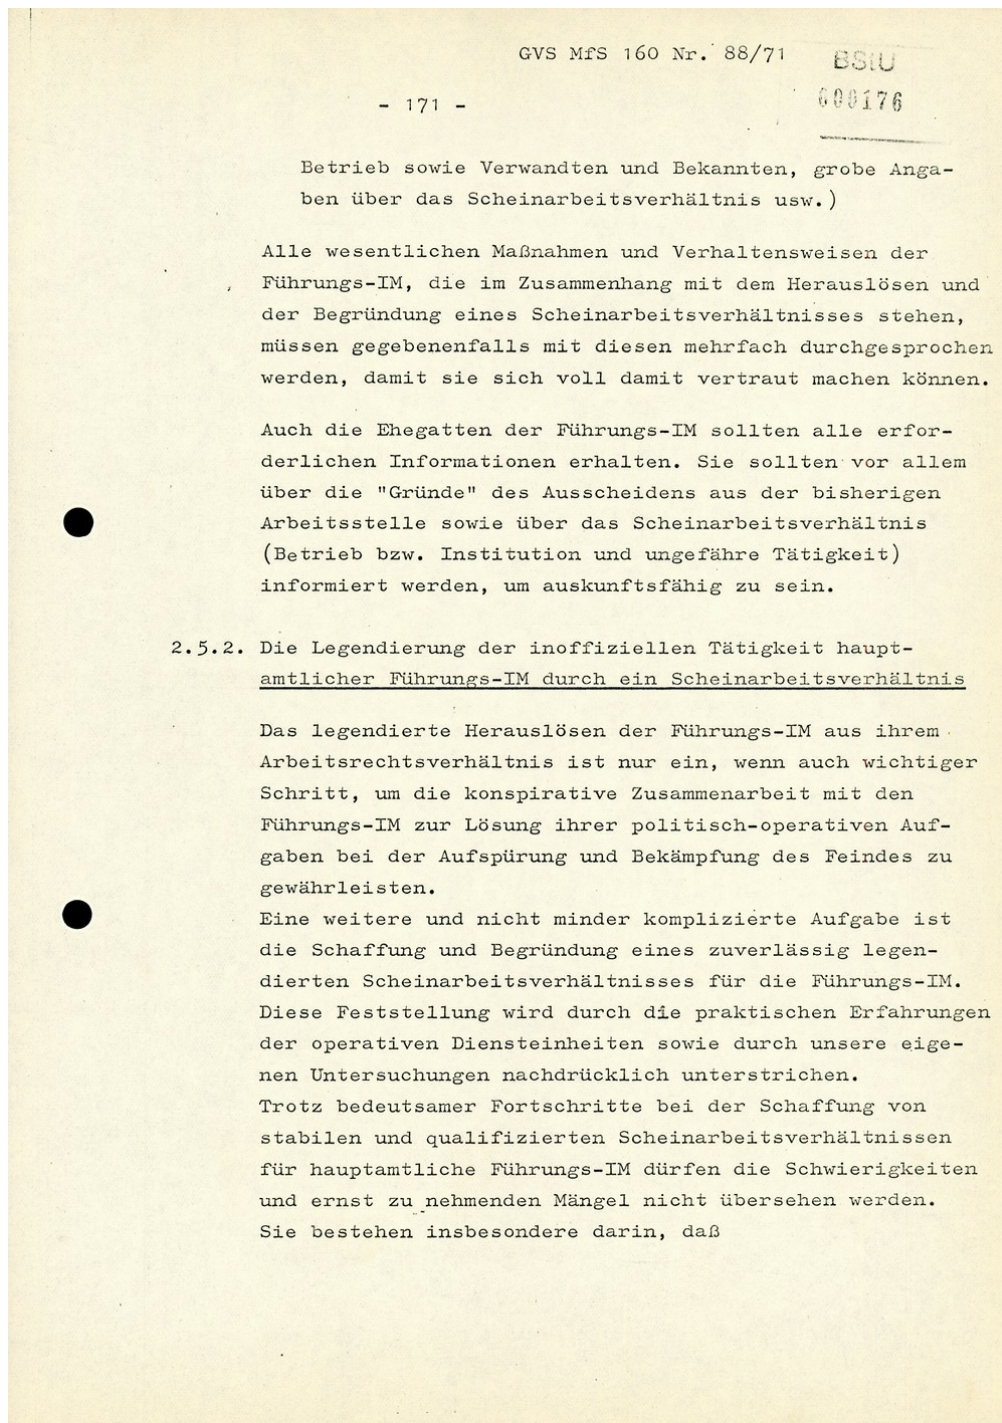 GVS MfS 160 Nr. 88/71
BStU
000176
- 171 -
Betrieb sowie Verwandten und Bekannten, grobe Anga-
ben über das Scheinarbeitsverhältnis usw.)
Alle wesentlichen Maßnahmen und Verhaltensweisen der
Führungs-IM, die im Zusammenhang mit dem Herauslösen und
der Begründung eines Scheinarbeitsverhältnisses stehen,
müssen gegebenenfalls mit diesen mehrfach durchgesprochen
werden, damit sie sich voll damit vertraut machen können.
Auch die Ehegatten der Führungs-IM sollten alle erfor-
derlichen Informationen erhalten. Sie sollten vor allem
über die "Gründe" des Ausscheidens aus der bisherigen
Arbeitsstelle sowie über das Scheinarbeitsverhältnis
(Betrieb bzw. Institution und ungefähre Tätigkeit)
informiert werden, um auskunftsfähig zu sein.
2.5.2. Die Legendierung der inoffiziellen Tätigkeit haupt-
amtlicher Führungs-IM durch ein Scheinarbeitsverhältnis
Das legendierte Herauslösen der Führungs-IM aus ihrem
Arbeitsrechtsverhältnis ist nur ein, wenn auch wichtiger
Schritt, um die konspirative Zusammenarbeit mit den
Führungs-IM zur Lösung ihrer politisch-operativen Auf-
gaben bei der Aufspürung und Bekämpfung des Feindes zu
gewährleisten.
Eine weitere und nicht minder komplizierte Aufgabe ist
die Schaffung und Begründung eines zuverlässig legen-
dierten Scheinarbeitsverhältnisses für die Führungs-IM.
Diese Feststellung wird durch die praktischen Erfahrungen
der operativen Diensteinheiten sowie durch unsere eige-
nen Untersuchungen nachdrücklich unterstrichen.
Trotz bedeutsamer Fortschritte bei der Schaffung von
stabilen und qualifizierten Scheinarbeitsverhältnissen
für hauptamtliche Führungs-IM dürfen die Schwierigkeiten
und ernst zu nehmenden Mängel nicht übersehen werden.
Sie bestehen insbesondere darin, daß